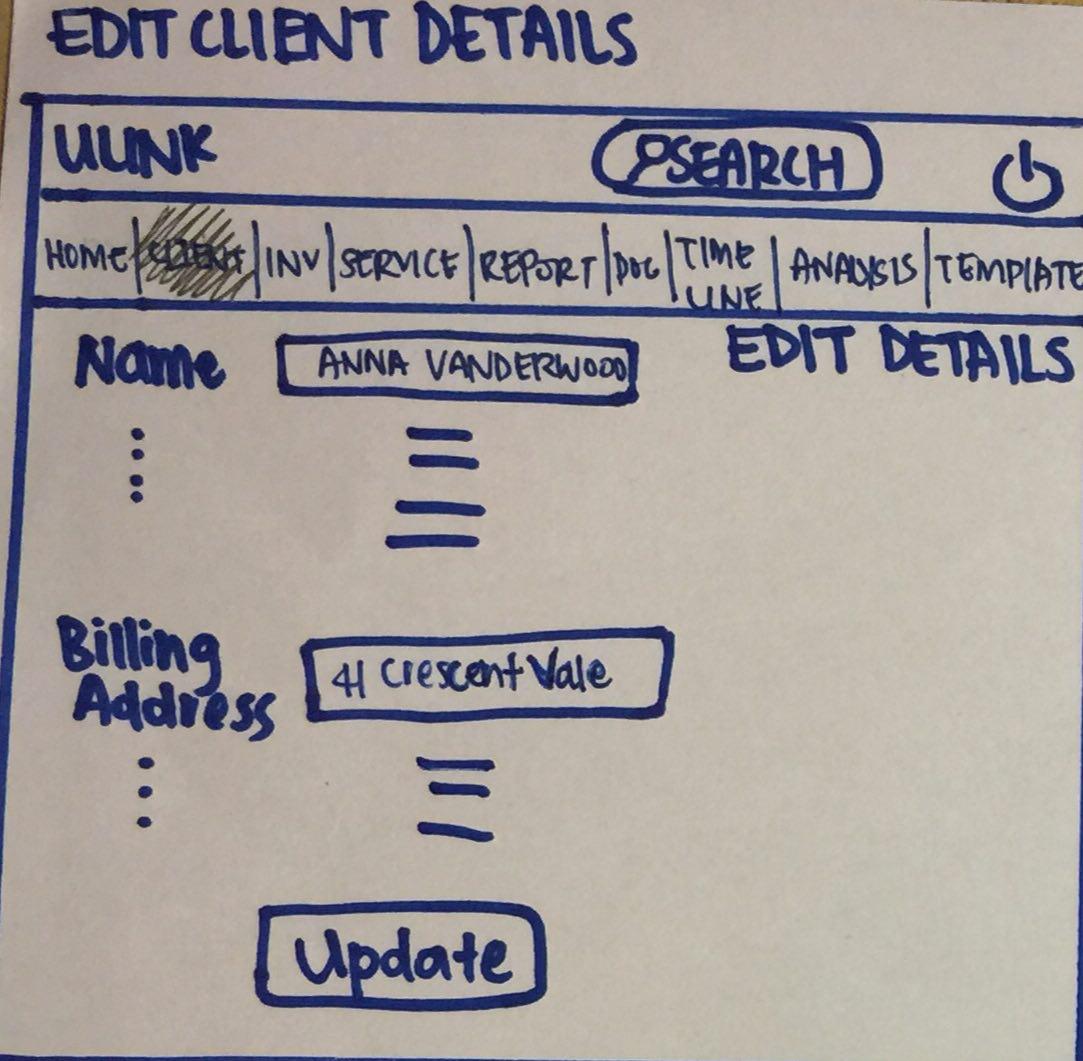 EDIT CLIENT DETAILS
ULINK SEARCH
HOME CLIENT INV SERVICE REPORT DOC TIME LINE ANALYSIS TEMPLATE
EDIT DETAILS
Name ANNA VANDERWOOD
Billing
Address 41 Crescent Vale
Update